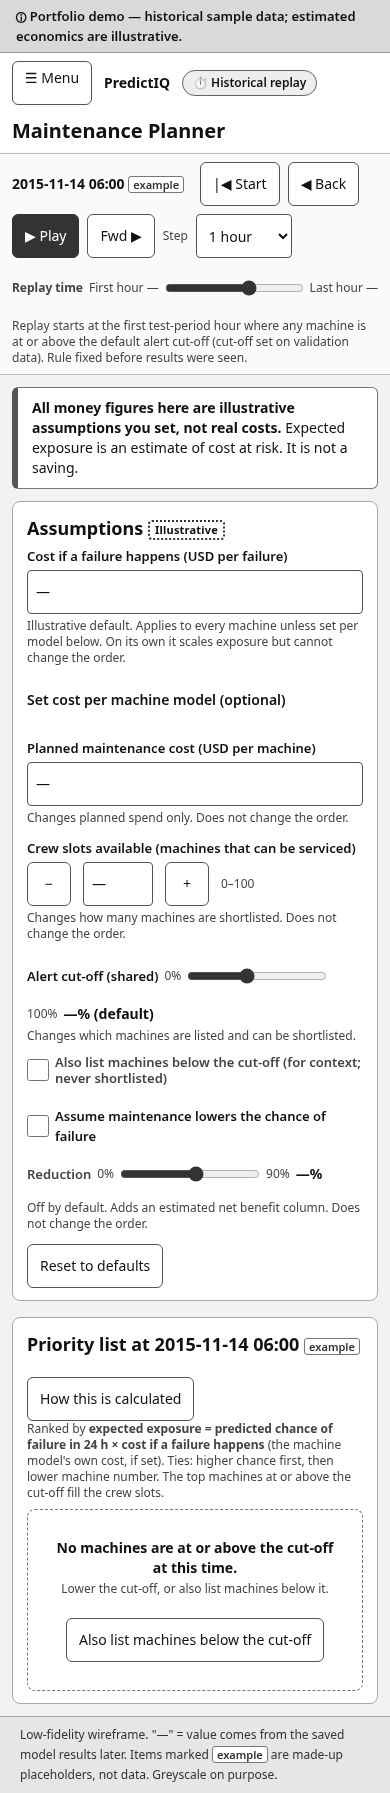 ⓘ Portfolio demo — historical sample data; estimated
economics are illustrative.
☰ Menu
PredictIQ
⏱️ Historical replay
Maintenance Planner
2015-11-14 06:00 example
|◀ Start
◀ Back
▶ Play
Fwd ▶
Step
1 hour
Replay time First hour —
Last hour —
Replay starts at the first test-period hour where any machine is
at or above the default alert cut-off (cut-off set on validation
data). Rule fixed before results were seen.
All money figures here are illustrative
assumptions you set, not real costs. Expected
exposure is an estimate of cost at risk. It is not a
saving.
Assumptions Illustrative
Cost if a failure happens (USD per failure)
—
Illustrative default. Applies to every machine unless set per
model below. On its own it scales exposure but cannot
change the order.
Set cost per machine model (optional)
Planned maintenance cost (USD per machine)
—
Changes planned spend only. Does not change the order.
Crew slots available (machines that can be serviced)
−
—
+
0–100
Changes how many machines are shortlisted. Does not
change the order.
Alert cut-off (shared) 0%
100% —% (default)
Changes which machines are listed and can be shortlisted.
Also list machines below the cut-off (for context;
never shortlisted)
Assume maintenance lowers the chance of
failure
Reduction 0%
90% —%
Off by default. Adds an estimated net benefit column. Does
not change the order.
Reset to defaults
Priority list at 2015-11-14 06:00 example
How this is calculated
Ranked by expected exposure = predicted chance of
failure in 24 h × cost if a failure happens (the machine
model's own cost, if set). Ties: higher chance first, then
lower machine number. The top machines at or above the
cut-off fill the crew slots.
No machines are at or above the cut-off
at this time.
Lower the cut-off, or also list machines below it.
Also list machines below the cut-off
Low-fidelity wireframe. "—" = value comes from the saved
model results later. Items marked example are made-up
placeholders, not data. Greyscale on purpose.